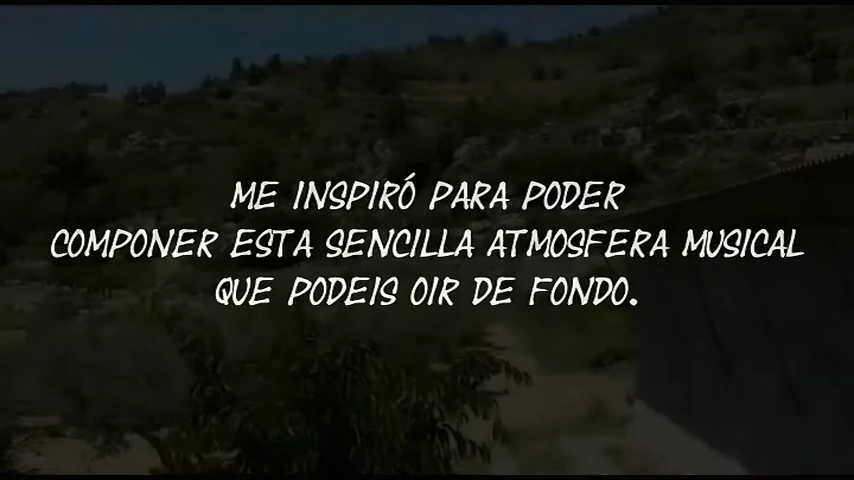 ME INSPIRÓ PARA PODER
COMPONER ESTA SENCILLA ATMOSFERA MUSICAL
QUE PODEIS OIR DE FONDO.